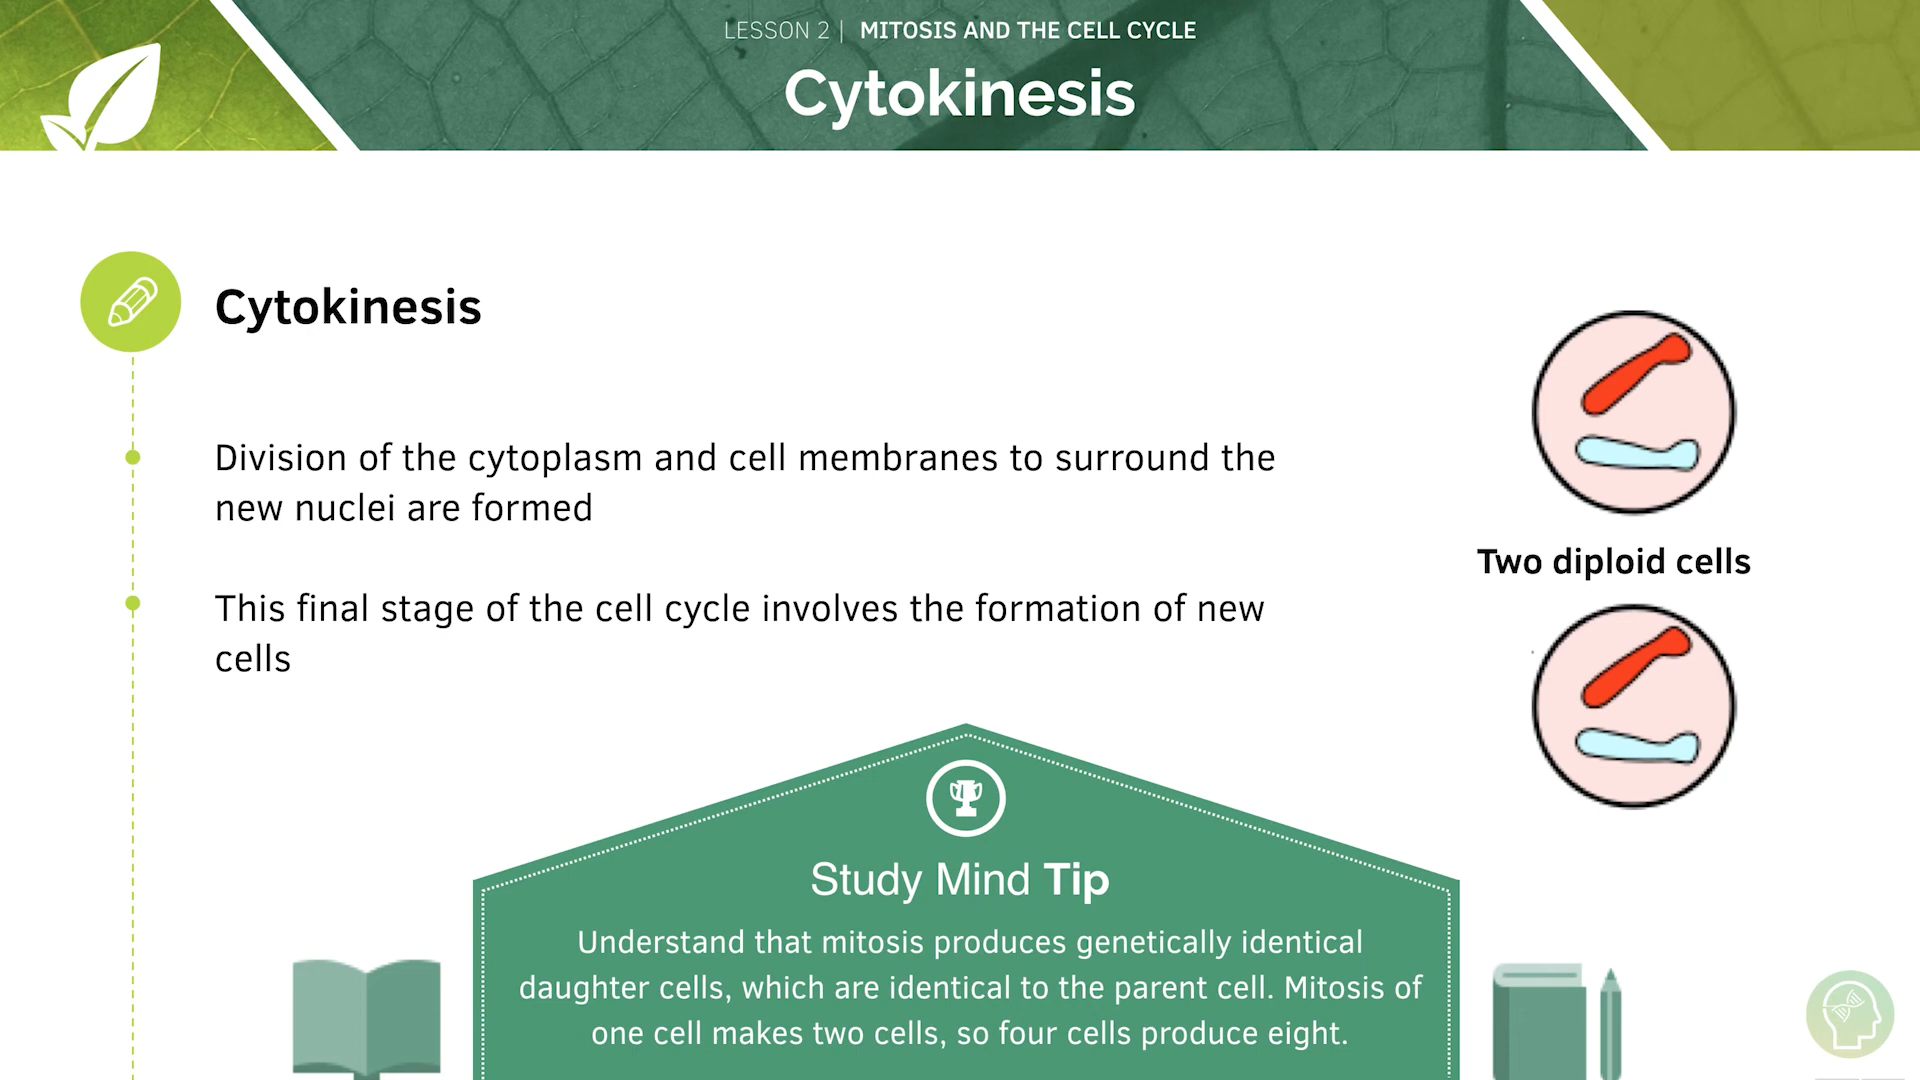 LESSON 2 | MITOSIS AND THE CELL CYCLE
Cytokinesis
Cytokinesis
Division of the cytoplasm and cell membranes to surround the
new nuclei are formed
This final stage of the cell cycle involves the formation of new
cells
Two diploid cells
Study Mind Tip
Understand that mitosis produces genetically identical
daughter cells, which are identical to the parent cell. Mitosis of
one cell makes two cells, so four cells produce eight.